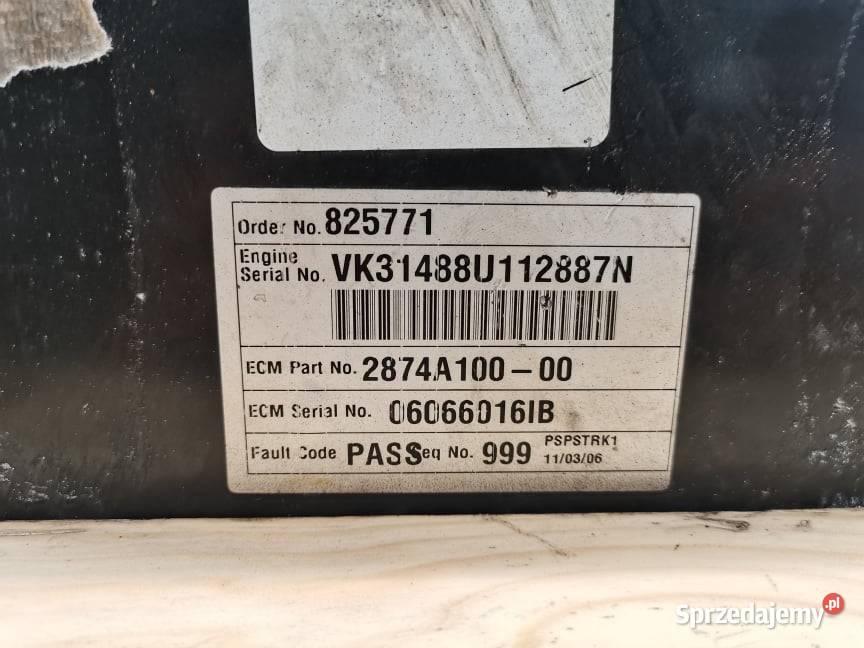 Order No. 825771
Engine
Serial No. VK31488U112887N
ECM Part No. 2874A100-00
ECM Serial No. 06066016IB
Fault Code PASS Seq No. 999 PSPSTRK1
11/03/06
Sprzedajemy.pl